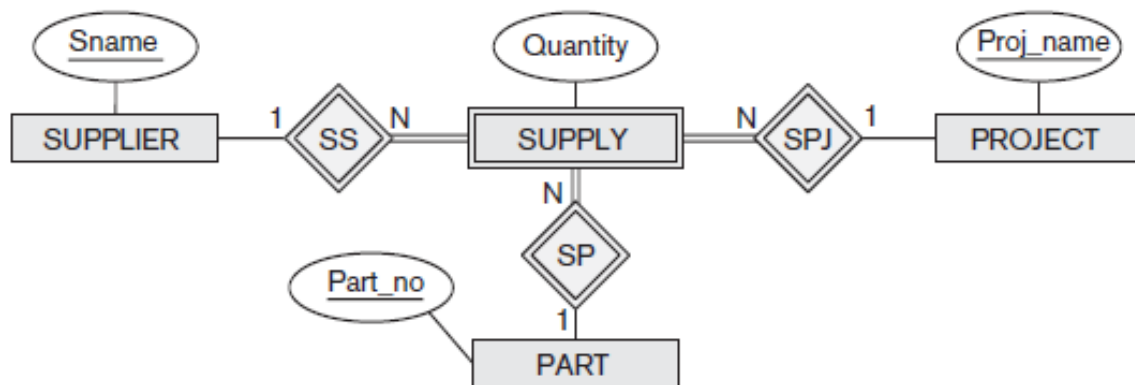 Sname
Quantity
Proj_name
SUPPLIER
1
SS
N
SUPPLY
N
SPJ
1
PROJECT
N
SP
Part_no
1
PART